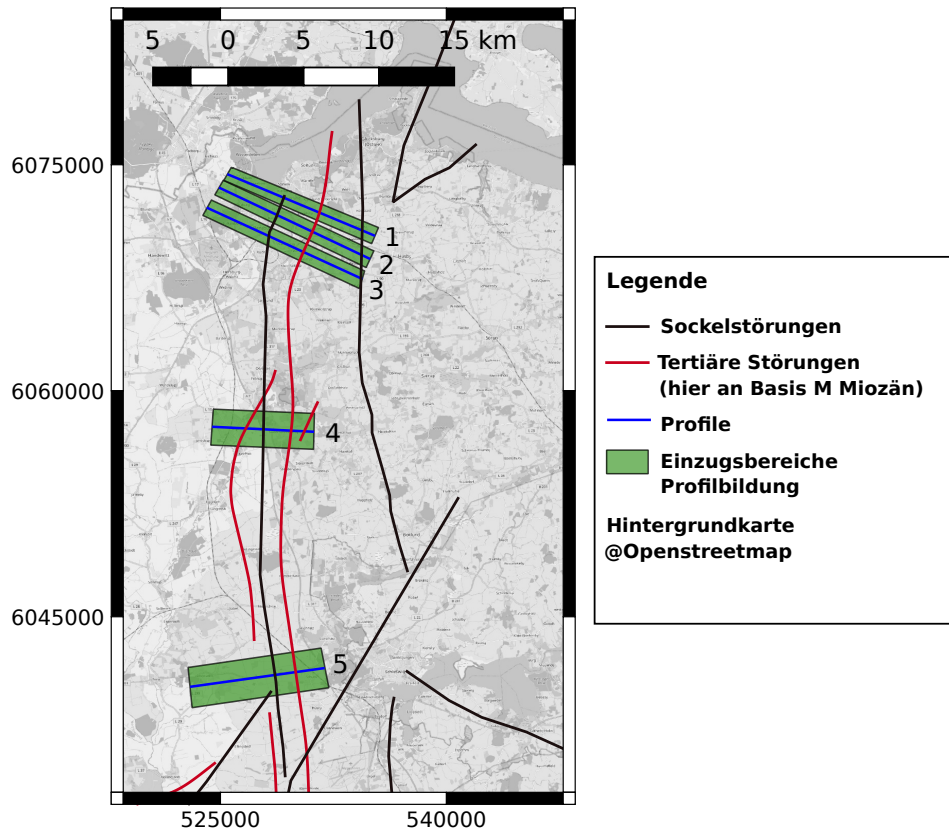 5 0 5 10 15 km
6075000
1
2
3
6060000
4
6045000
5
525000 540000
Legende
Sockelstörungen
Tertiäre Störungen
(hier an Basis M Miozän)
Profile
Einzugsbereiche
Profilbildung
Hintergrundkarte
@Openstreetmap